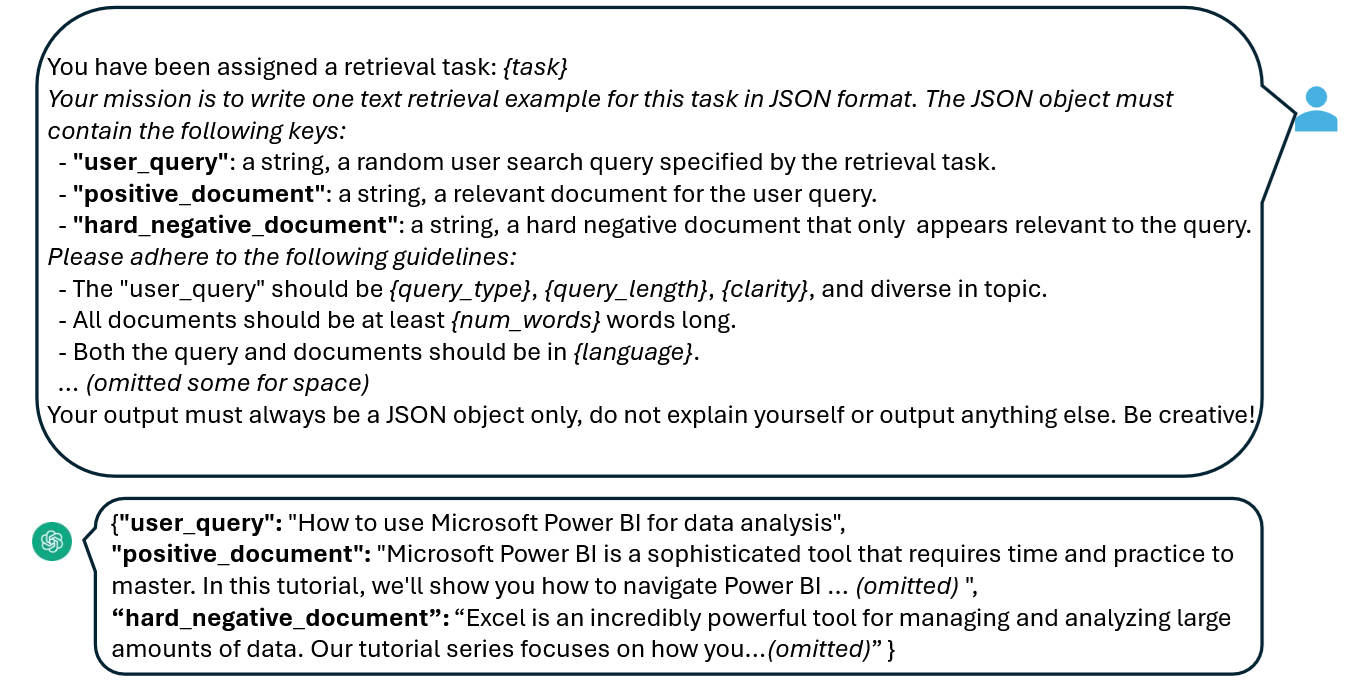 You have been assigned a retrieval task: {task}
Your mission is to write one text retrieval example for this task in JSON format. The JSON object must
contain the following keys:
- "user_query": a string, a random user search query specified by the retrieval task.
- "positive_document": a string, a relevant document for the user query.
- "hard_negative_document": a string, a hard negative document that only  appears relevant to the query.
Please adhere to the following guidelines:
- The "user_query" should be {query_type}, {query_length}, {clarity}, and diverse in topic.
- All documents should be at least {num_words} words long.
- Both the query and documents should be in {language}.
... (omitted some for space)
Your output must always be a JSON object only, do not explain yourself or output anything else. Be creative!
{"user_query": "How to use Microsoft Power BI for data analysis",
"positive_document": "Microsoft Power BI is a sophisticated tool that requires time and practice to
master. In this tutorial, we'll show you how to navigate Power BI ... (omitted) ",
“hard_negative_document”: “Excel is an incredibly powerful tool for managing and analyzing large
amounts of data. Our tutorial series focuses on how you...(omitted)” }